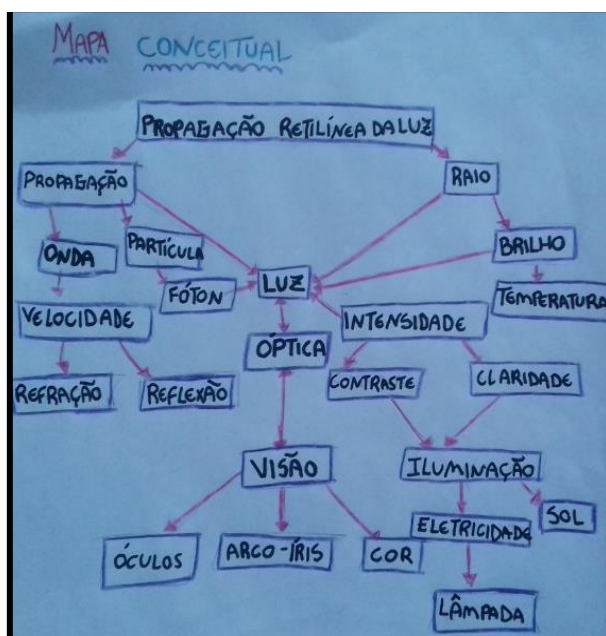 MAPA CONCEITUAL
PROPAGAÇÃO RETILÍNEA DA LUZ
PROPAGAÇÃO
RAIO
ONDA
PARTÍCULA
BRILHO
FÓTON
LUZ
TEMPERATURA
VELOCIDADE
INTENSIDADE
ÓPTICA
REFRAÇÃO
REFLEXÃO
CONTRASTE
CLARIDADE
VISÃO
ILUMINAÇÃO
SOL
ELETRICIDADE
ÓCULOS
ARCO-ÍRIS
COR
LÂMPADA